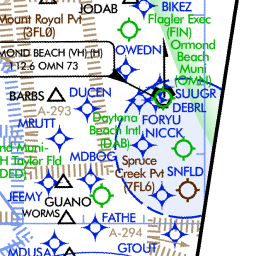 BIKEZ
JODAB
Mount Royal Pvt
(3FL0)
Flagler Exec
(FIN)
OWEDN
Ormond
Beach
Muni
(OMN)
MOND BEACH (VH) (H)
112.6 OMN 73
BARBS
DUCEN
SUUGR
DEBRL
A-293
MRUTT
Daytona
Beach Intl
(DAB)
FORYU
NICCK
nd Muni-
H Taylor Fld
DED)
MDBOG
Spruce
Creek Pvt
(7FL6)
SNFLD
JEEMY
GUANO
WORMS
FATHE
A-294
MDUSA
GTOUT